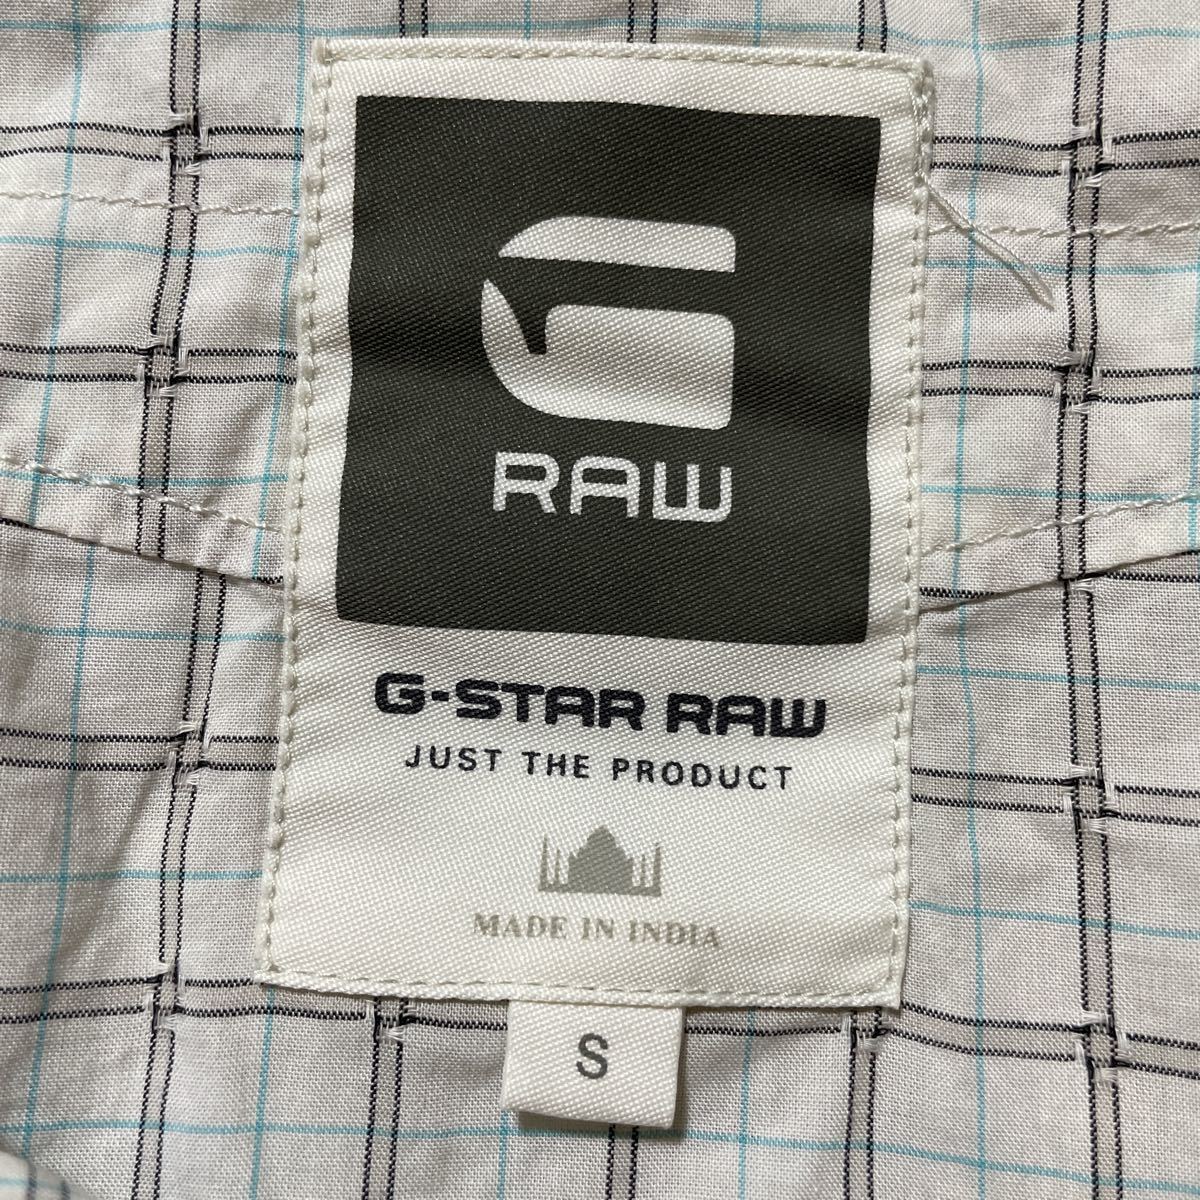 RAW
G-STAR RAW
JUST THE PRODUCT
MADE IN INDIA
S